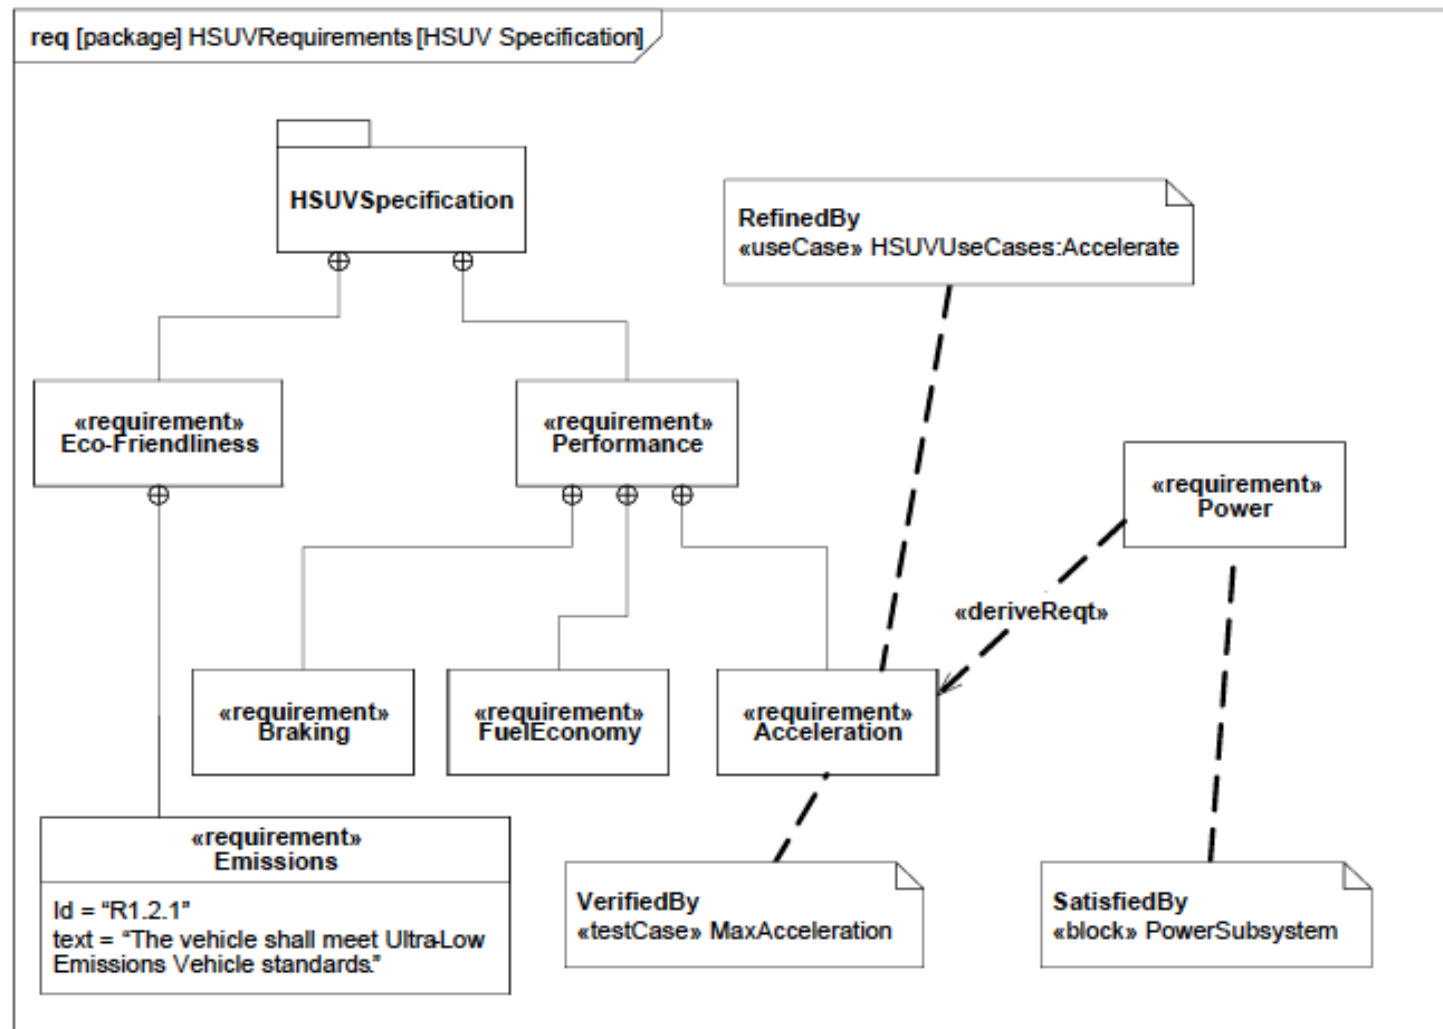 req [package] HSUVRequirements [HSUV Specification]
HSUVSpecification
RefinedBy
«useCase» HSUVUseCases:Accelerate
«requirement»
Eco-Friendliness
«requirement»
Performance
«requirement»
Power
«deriveReqt»
«requirement»
Braking
«requirement»
FuelEconomy
«requirement»
Acceleration
«requirement»
Emissions
Id = “R1.2.1”
text = “The vehicle shall meet Ultra-Low
Emissions Vehicle standards.”
VerifiedBy
«testCase» MaxAcceleration
SatisfiedBy
«block» PowerSubsystem